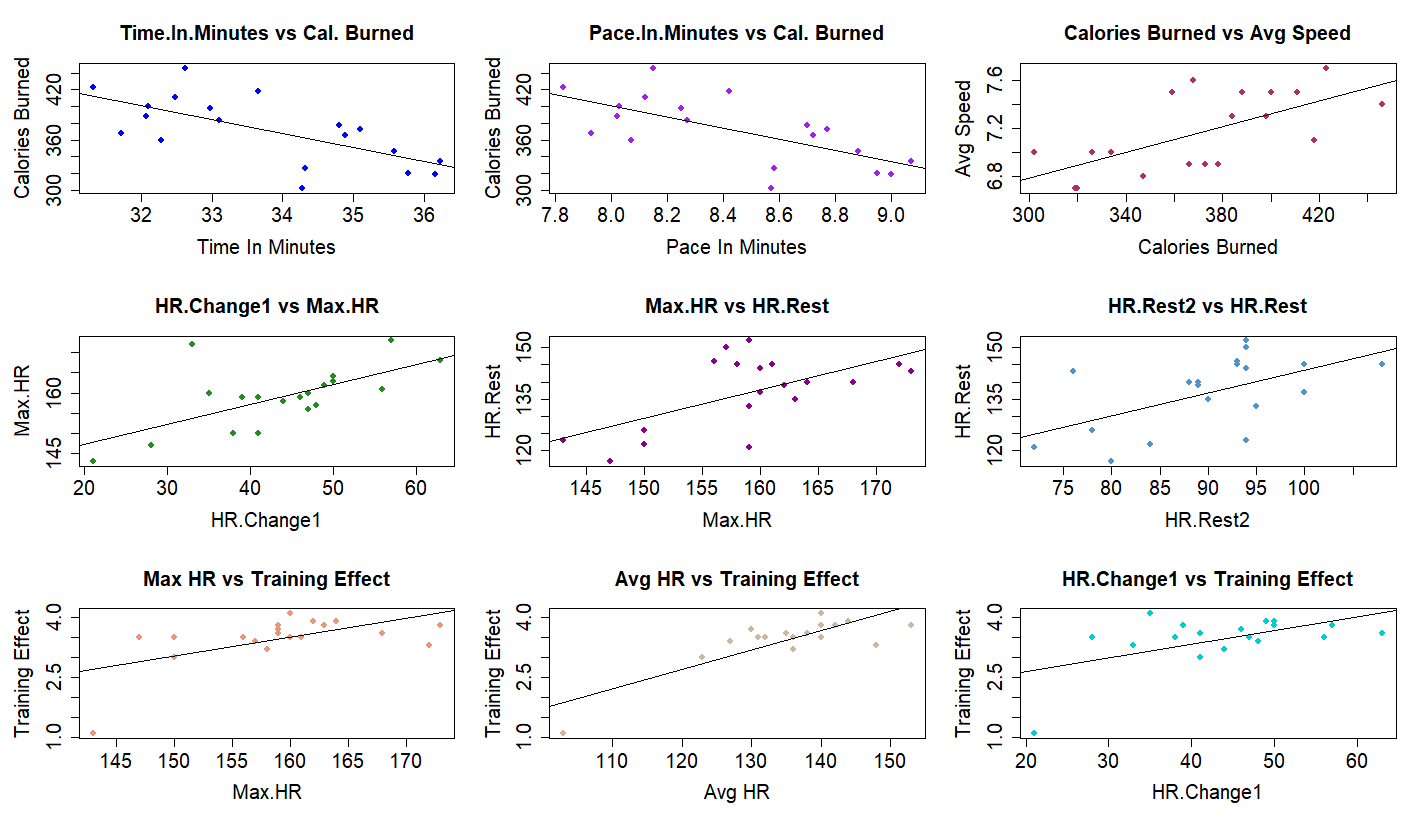 Time.In.Minutes vs Cal. Burned
Calories Burned
300 360 420
32 33 34 35 36
Time In Minutes
Pace.In.Minutes vs Cal. Burned
Calories Burned
300 360 420
7.8 8.0 8.2 8.4 8.6 8.8 9.0
Pace In Minutes
Calories Burned vs Avg Speed
Avg Speed
6.8 7.2 7.6
300 340 380 420
Calories Burned
HR.Change1 vs Max.HR
Max.HR
145 160
20 30 40 50 60
HR.Change1
Max.HR vs HR.Rest
HR.Rest
120 135 150
145 150 155 160 165 170
Max.HR
HR.Rest2 vs HR.Rest
HR.Rest
120 135 150
75 80 85 90 95 100
HR.Rest2
Max HR vs Training Effect
Training Effect
1.0 2.5 4.0
145 150 155 160 165 170
Max.HR
Avg HR vs Training Effect
Training Effect
1.0 2.5 4.0
110 120 130 140 150
Avg HR
HR.Change1 vs Training Effect
Training Effect
1.0 2.5 4.0
20 30 40 50 60
HR.Change1